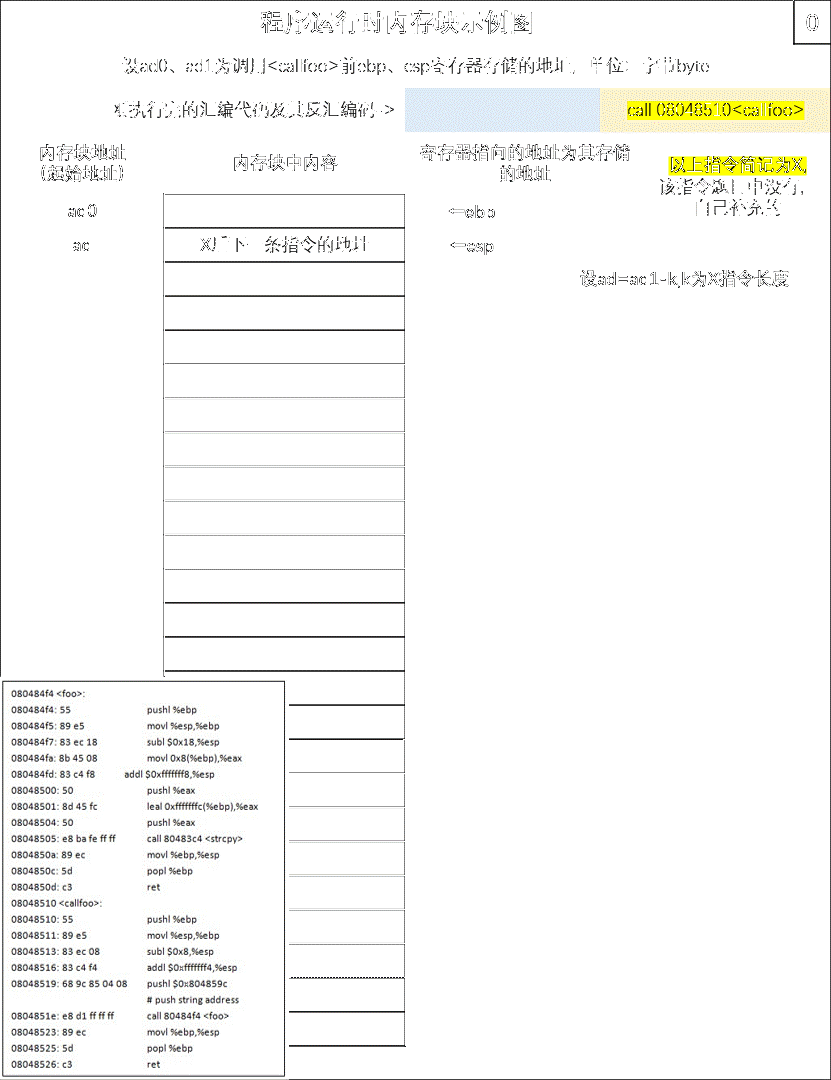 程序运行时内存块示例图
0
设ad0、ad1为调用<callfoo>前ebp、esp寄存器存储的地址，单位：字节byte
执行完的汇编代码及其反汇编码->
call 08048510<callfoo>
内存块地址
(起始地址)
内存块中内容
寄存器指向的地址为其存储
的地址
以上指令简记为X,
该指令题目中没有,
自己补充的
ad0
⇐ebp
ad
X的下一条指令的地址
⇐esp
设ad=ad1-k,k为X指令长度
080484f4 <foo>:
080484f4: 55 pushl %ebp
080484f5: 89 e5 movl %esp,%ebp
080484f7: 83 ec 18 subl $0x18,%esp
080484fa: 8b 45 08 movl 0x8(%ebp),%eax
080484fd: 83 c4 f8 addl $0xfffffff8,%esp
08048500: 50 pushl %eax
08048501: 8d 45 fc leal 0xfffffffc(%ebp),%eax
08048504: 50 pushl %eax
08048505: e8 ba fe ff ff call 80483c4 <strcpy>
0804850a: 89 ec movl %ebp,%esp
0804850c: 5d popl %ebp
0804850d: c3 ret
08048510 <callfoo>:
08048510: 55 pushl %ebp
08048511: 89 e5 movl %esp,%ebp
08048513: 83 ec 08 subl $0x8,%esp
08048516: 83 c4 f4 addl $0xfffffff4,%esp
08048519: 68 9c 85 04 08 pushl $0x804859c
# push string address
0804851e: e8 d1 ff ff ff call 80484f4 <foo>
08048523: 89 ec movl %ebp,%esp
08048525: 5d popl %ebp
08048526: c3 ret